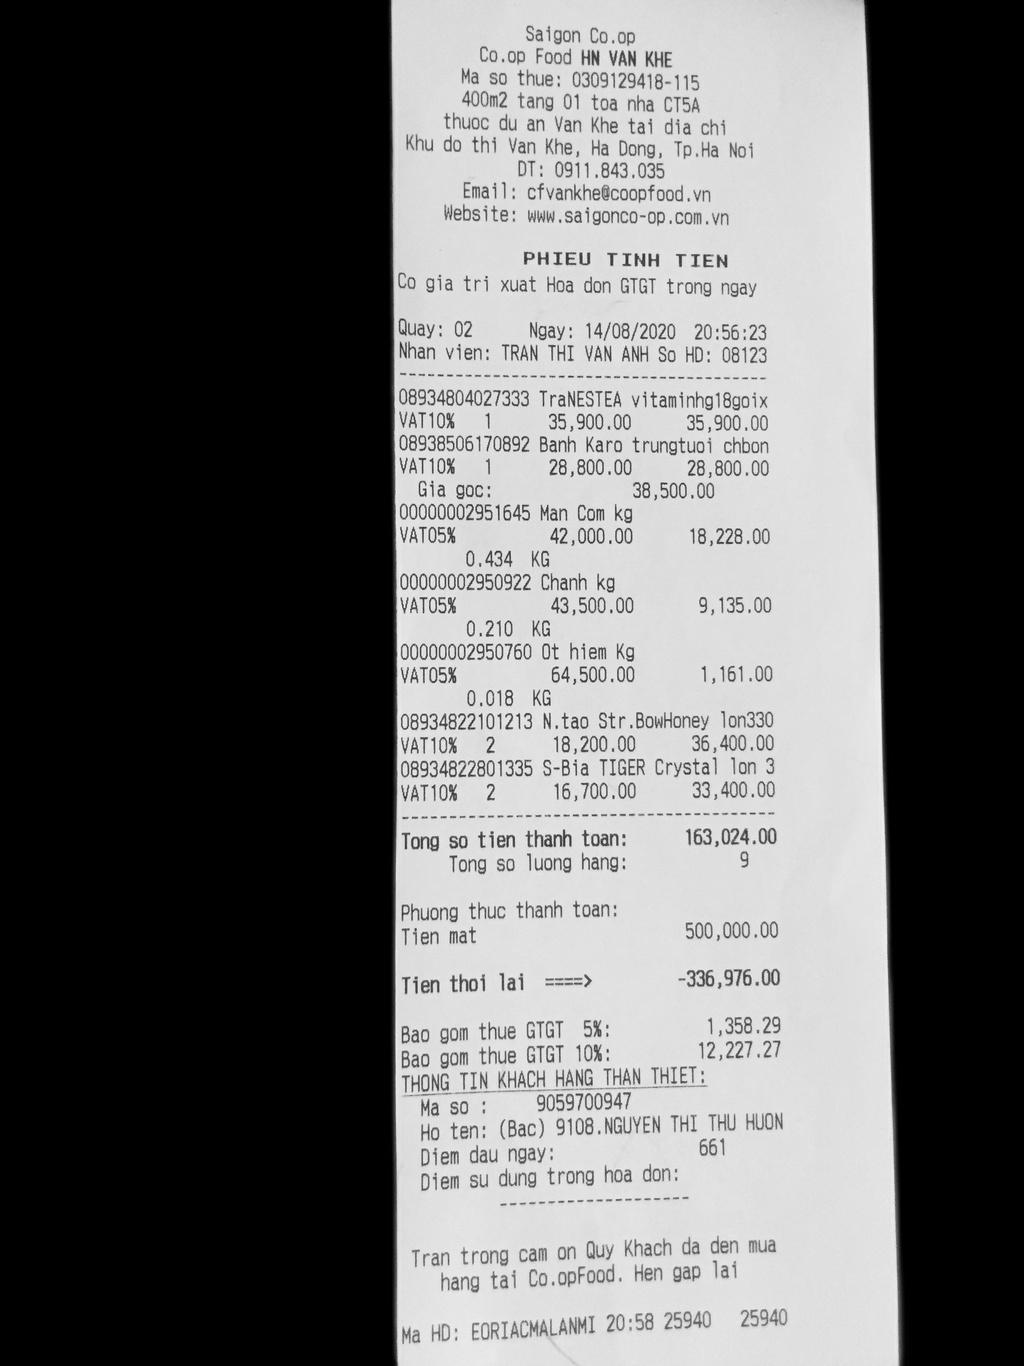 Saigon Co.op
Co.op Food HN VAN KHE
Ma so thue: 0309129418-115
400m2 tang 01 toa nha CT5A
thuoc du an Van Khe tai dia chi
Khu do thi Van Khe, Ha Dong, Tp.Ha Noi
DT: 0911.843.035
Email: cfvankhe@coopfood.vn
Website: www.saigonco-op.com.vn
PHIEU TINH TIEN
Co gia tri xuat Hoa don GTGT trong ngay
Quay: 02 Ngay: 14/08/2020 20:56:23
Nhan vien: TRAN THI VAN ANH So HD: 08123
----------------------------------------
08934804027333 TraNESTEA vitaminhg18goix
VAT10% 1 35,900.00 35,900.00
08938506170892 Banh Karo trungtuoi chbon
VAT10% 1 28,800.00 28,800.00
Gia goc: 38,500.00
00000002951645 Man Com kg
VAT05% 42,000.00 18,228.00
0.434 KG
00000002950922 Chanh kg
VAT05% 43,500.00 9,135.00
0.210 KG
00000002950760 Ot hiem Kg
VAT05% 64,500.00 1,161.00
0.018 KG
08934822101213 N.tao Str.BowHoney lon330
VAT10% 2 18,200.00 36,400.00
08934822801335 S-Bia TIGER Crystal lon 3
VAT10% 2 16,700.00 33,400.00
----------------------------------------
Tong so tien thanh toan: 163,024.00
Tong so luong hang: 9
Phuong thuc thanh toan:
Tien mat 500,000.00
Tien thoi lai ====> -336,976.00
Bao gom thue GTGT 5%: 1,358.29
Bao gom thue GTGT 10%: 12,227.27
THONG TIN KHACH HANG THAN THIET:
Ma so : 9059700947
Ho ten: (Bac) 9108.NGUYEN THI THU HUON
Diem dau ngay: 661
Diem su dung trong hoa don:
--------------------
Tran trong cam on Quy Khach da den mua
hang tai Co.opFood. Hen gap lai
Ma HD: EORIACMALANMI 20:58 25940 25940